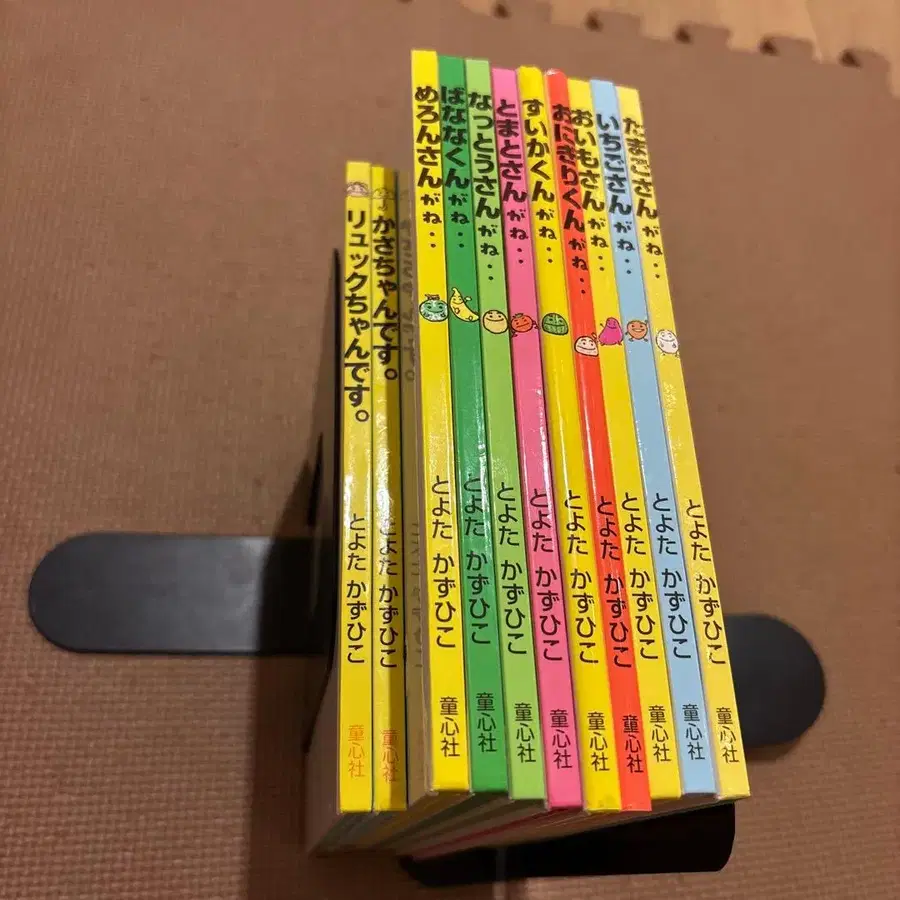 リュックちゃんです。 とよた かずひこ 童心社
かさちゃんです。 とよた かずひこ 童心社
めろんさんがね‥ とよた かずひこ 童心社
ばななくんがね‥ とよた かずひこ 童心社
なっとうさんがね‥ とよた かずひこ 童心社
とまとさんがね‥ とよた かずひこ 童心社
すいかくんがね‥ とよた かずひこ 童心社
おにぎりくんがね‥ とよた かずひこ 童心社
おいもさんがね‥ とよた かずひこ 童心社
いちごさんがね‥ とよた かずひこ 童心社
たまごさんがね‥ とよた かずひこ 童心社